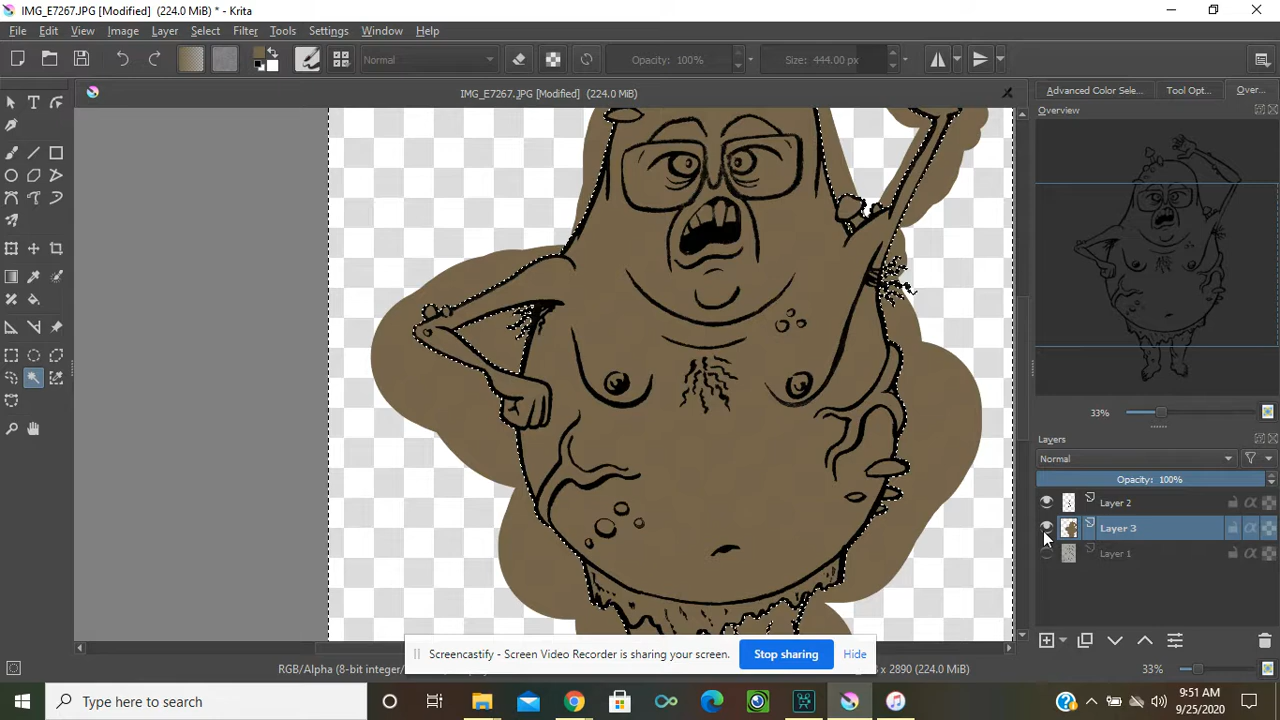 IMG_E7267.JPG [Modified]  (224.0 MiB) * - Krita
File Edit View Image Layer Select Filter Tools Settings Window Help
Normal Opacity: 100% Size: 444.00 px
IMG_E7267.JPG [Modified] (224.0 MiB)
Advanced Color Sele... Tool Opt... Over...
Overview
33%
Layers
Normal
Opacity: 100%
Layer 2
Layer 3
Layer 1
Screencastify - Screen Video Recorder is sharing your screen. Stop sharing Hide
RGB/Alpha (8-bit integer/ 2890 (224.0 MiB) 33%
Type here to search
9:51 AM
9/25/2020